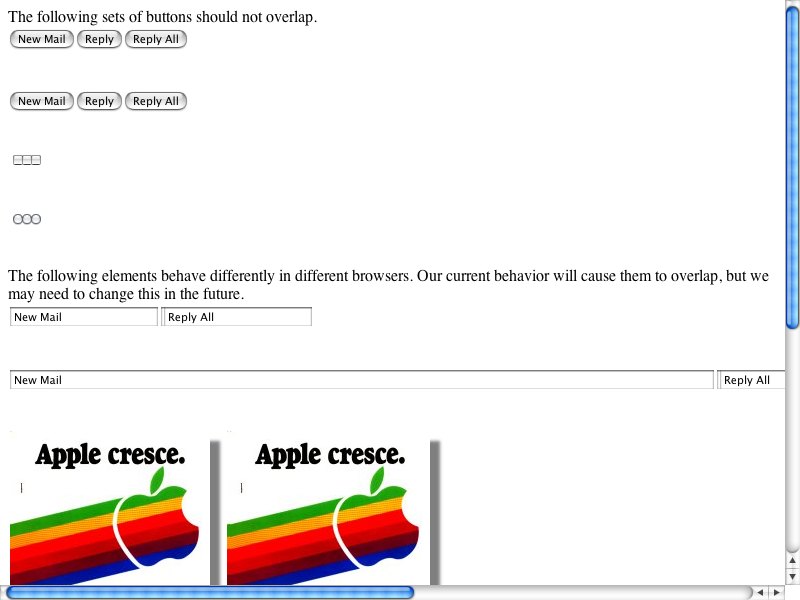 The following sets of buttons should not overlap.
New Mail Reply Reply All
New Mail Reply Reply All
The following elements behave differently in different browsers. Our current behavior will cause them to overlap, but we
may need to change this in the future.
New Mail Reply All
New Mail Reply All
Apple cresce. Apple cresce.